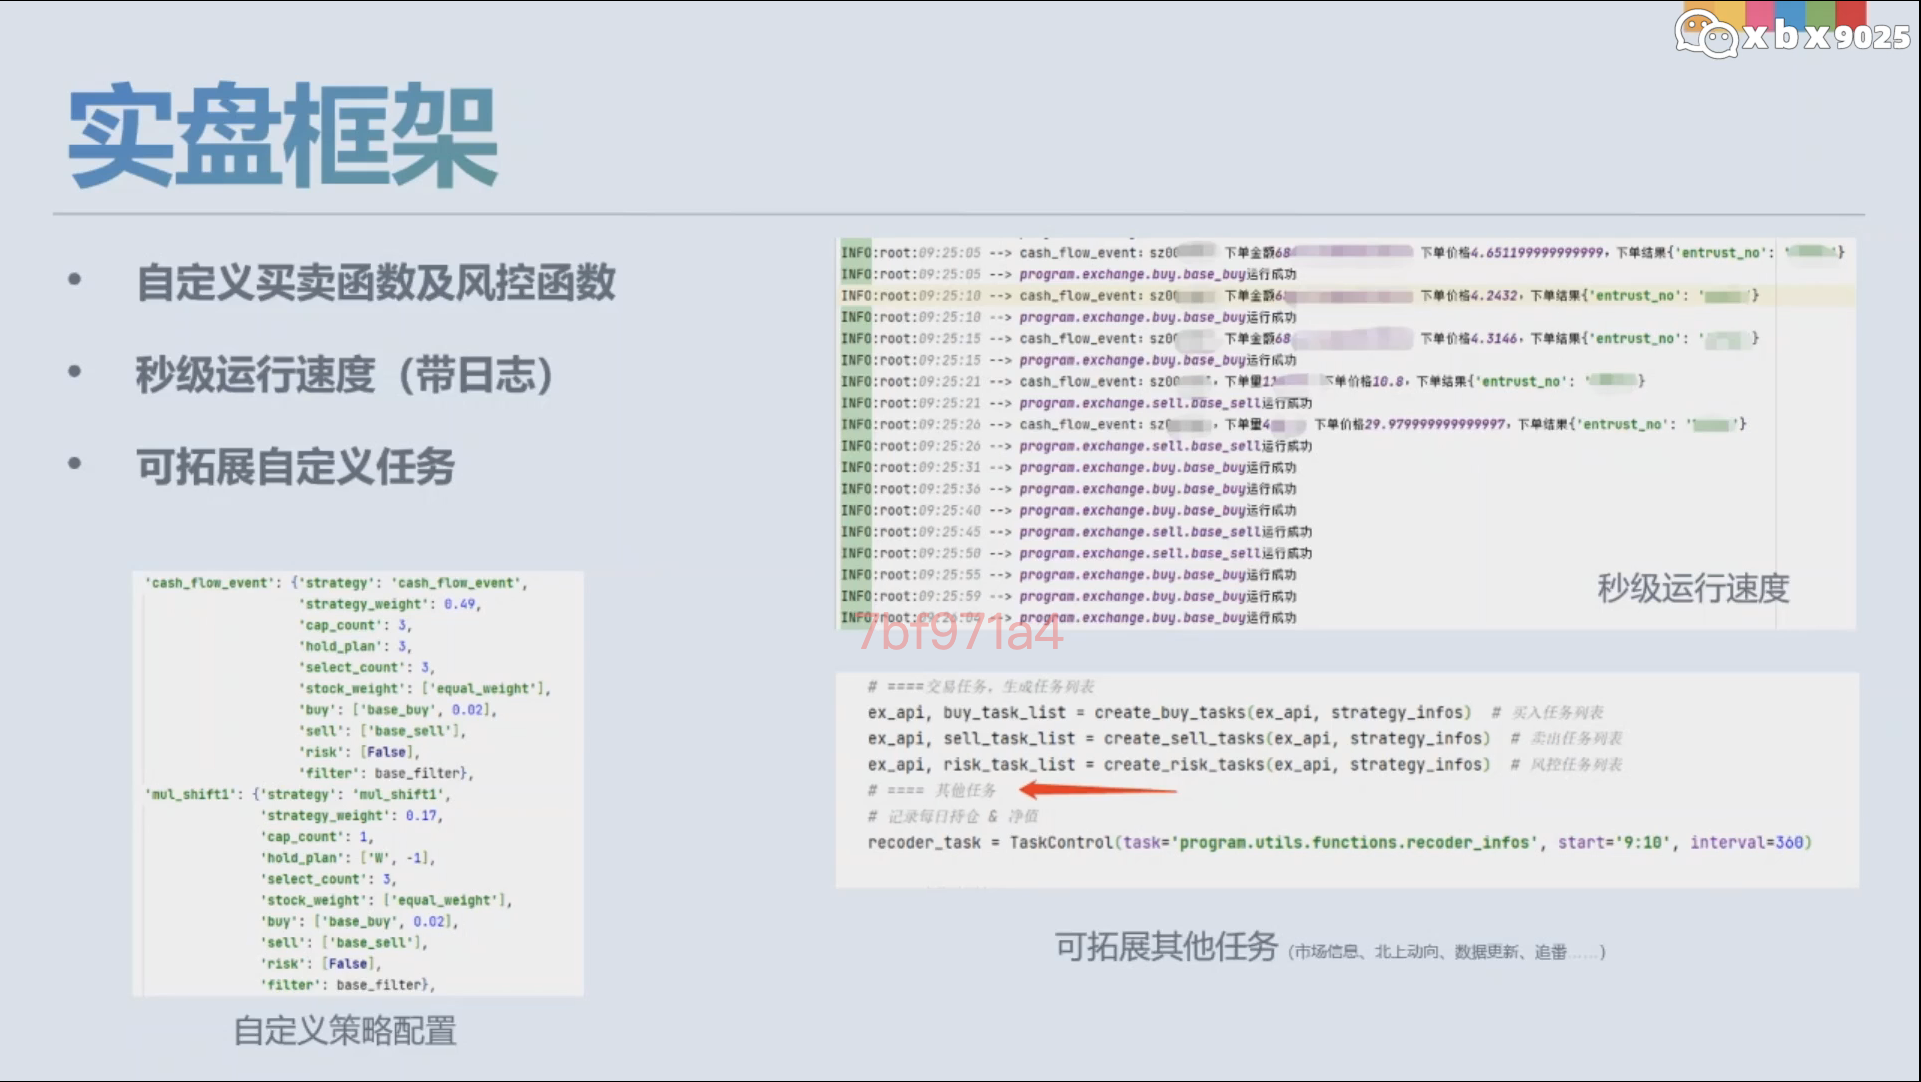 xbx9025
实盘框架
• 自定义买卖函数及风控函数
• 秒级运行速度（带日志）
• 可拓展自定义任务
'cash_flow_event': {'strategy': 'cash_flow_event',
'strategy_weight': 0.49,
'cap_count': 3,
'hold_plan': 3,
'select_count': 3,
'stock_weight': ['equal_weight'],
'buy': ['base_buy', 0.02],
'sell': ['base_sell'],
'risk': [False],
'filter': base_filter},
'mul_shift1': {'strategy': 'mul_shift1',
'strategy_weight': 0.17,
'cap_count': 1,
'hold_plan': ['W', -1],
'select_count': 3,
'stock_weight': ['equal_weight'],
'buy': ['base_buy', 0.02],
'sell': ['base_sell'],
'risk': [False],
'filter': base_filter},
自定义策略配置
INFO:root:09:25:05 --> cash_flow_event: sz00 下单金额68 下单价格4.651199999999999, 下单结果{'entrust_no': ' }
INFO:root:09:25:05 --> program.exchange.buy.base_buy运行成功
INFO:root:09:25:10 --> cash_flow_event: sz00 下单金额68 下单价格4.2432, 下单结果{'entrust_no': ' '}
INFO:root:09:25:10 --> program.exchange.buy.base_buy运行成功
INFO:root:09:25:15 --> cash_flow_event: sz00 下单金额68 下单价格4.3146, 下单结果{'entrust_no': ' }
INFO:root:09:25:15 --> program.exchange.buy.base_buy运行成功
INFO:root:09:25:21 --> cash_flow_event: sz00 , 下单量11 下单价格10.8, 下单结果{'entrust_no': ' }
INFO:root:09:25:21 --> program.exchange.sell.base_sell运行成功
INFO:root:09:25:26 --> cash_flow_event: sz , 下单量4 下单价格29.979999999999997, 下单结果{'entrust_no': ' '}
INFO:root:09:25:26 --> program.exchange.sell.base_sell运行成功
INFO:root:09:25:31 --> program.exchange.buy.base_buy运行成功
INFO:root:09:25:36 --> program.exchange.buy.base_buy运行成功
INFO:root:09:25:40 --> program.exchange.buy.base_buy运行成功
INFO:root:09:25:45 --> program.exchange.sell.base_sell运行成功
INFO:root:09:25:50 --> program.exchange.sell.base_sell运行成功
INFO:root:09:25:55 --> program.exchange.buy.base_buy运行成功
INFO:root:09:25:59 --> program.exchange.buy.base_buy运行成功
INFO:root:09:26:04 --> program.exchange.buy.base_buy运行成功
秒级运行速度
7bf971a4
# ====交易任务，生成任务列表
ex_api, buy_task_list = create_buy_tasks(ex_api, strategy_infos) # 买入任务列表
ex_api, sell_task_list = create_sell_tasks(ex_api, strategy_infos) # 卖出任务列表
ex_api, risk_task_list = create_risk_tasks(ex_api, strategy_infos) # 风控任务列表
# ==== 其他任务
# 记录每日持仓 & 净值
recoder_task = TaskControl(task='program.utils.functions.recoder_infos', start='9:10', interval=360)
可拓展其他任务（市场信息、北上动向、数据更新、追番……）